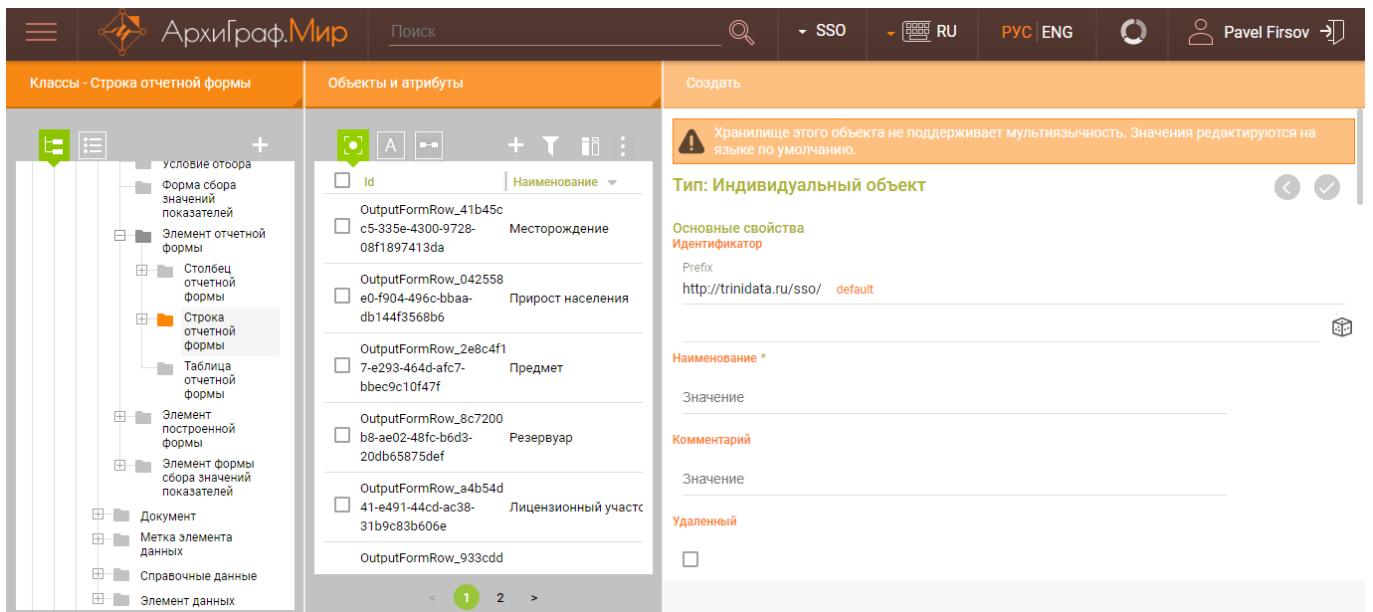 АрхиГраф.Мир
Поиск
SSO
RU
РУС ENG
Pavel Firsov
Классы - Строка отчетной формы
Объекты и атрибуты
Создать
Условие отбора
Форма сбора
значений
показателей
Элемент отчетной
формы
Столбец
отчетной
формы
Строка
отчетной
формы
Таблица
отчетной
формы
Элемент
построенной
формы
Элемент формы
сбора значений
показателей
Документ
Метка элемента
данных
Справочные данные
Элемент данных
A
Id
Наименование
OutputFormRow_41b45c
c5-335e-4300-9728-
08f1897413da
Месторождение
OutputFormRow_042558
e0-f904-496c-bbaa-
db144f3568b6
Прирост населения
OutputFormRow_2e8c4f1
7-e293-464d-afc7-
bbec9c10f47f
Предмет
OutputFormRow_8c7200
b8-ae02-48fc-b6d3-
20db65875def
Резервуар
OutputFormRow_a4b54d
41-e491-44cd-ac38-
31b9c83b606e
Лицензионный участо
OutputFormRow_933cdd
< 1 2 >
Хранилище этого объекта не поддерживает мультиязычность. Значения редактируются на
языке по умолчанию.
Тип: Индивидуальный объект
Основные свойства
Идентификатор
Prefix
http://trinidata.ru/sso/ default
Наименование *
Значение
Комментарий
Значение
Удаленный